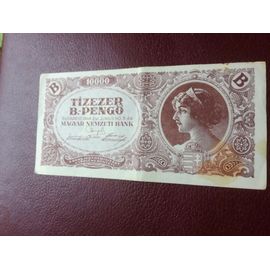 B 10000 B
TÍZEZER
B.-PENGŐ
MAGYAR NEMZETI BANK
B